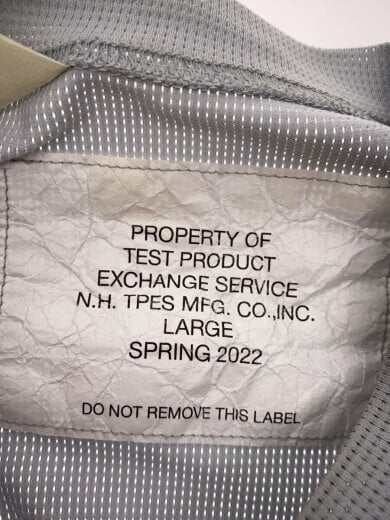 PROPERTY OF
TEST PRODUCT
EXCHANGE SERVICE
N.H. TPES MFG. CO.,INC.
LARGE
SPRING 2022
DO NOT REMOVE THIS LABEL